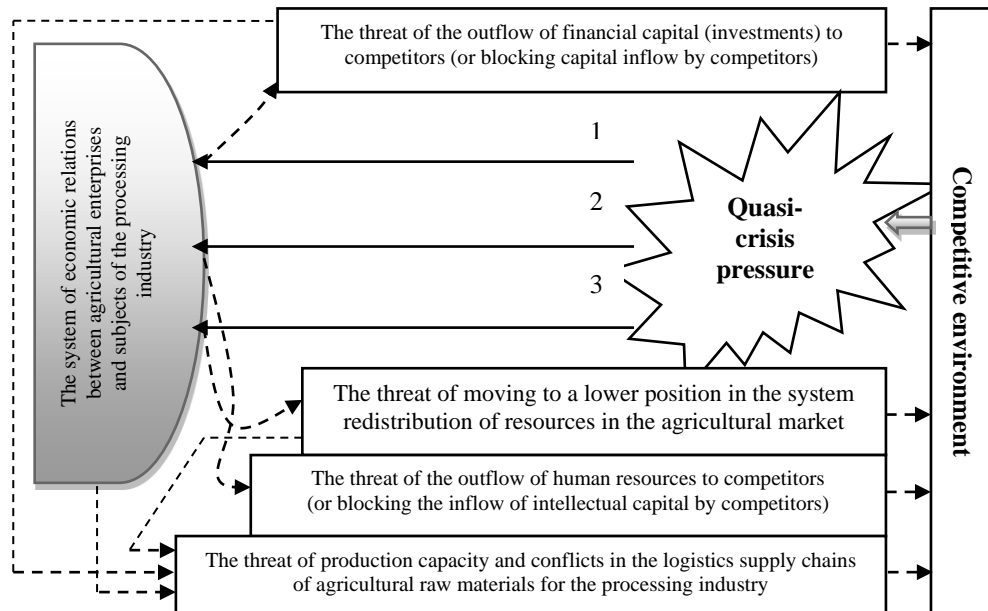 The threat of the outflow of financial capital (investments) to
competitors (or blocking capital inflow by competitors)
The system of economic relations
between agricultural enterprises
and subjects of the processing
industry
1
2
3
Quasi-
crisis
pressure
Competitive environment
The threat of moving to a lower position in the system
redistribution of resources in the agricultural market
The threat of the outflow of human resources to competitors
(or blocking the inflow of intellectual capital by competitors)
The threat of production capacity and conflicts in the logistics supply chains
of agricultural raw materials for the processing industry